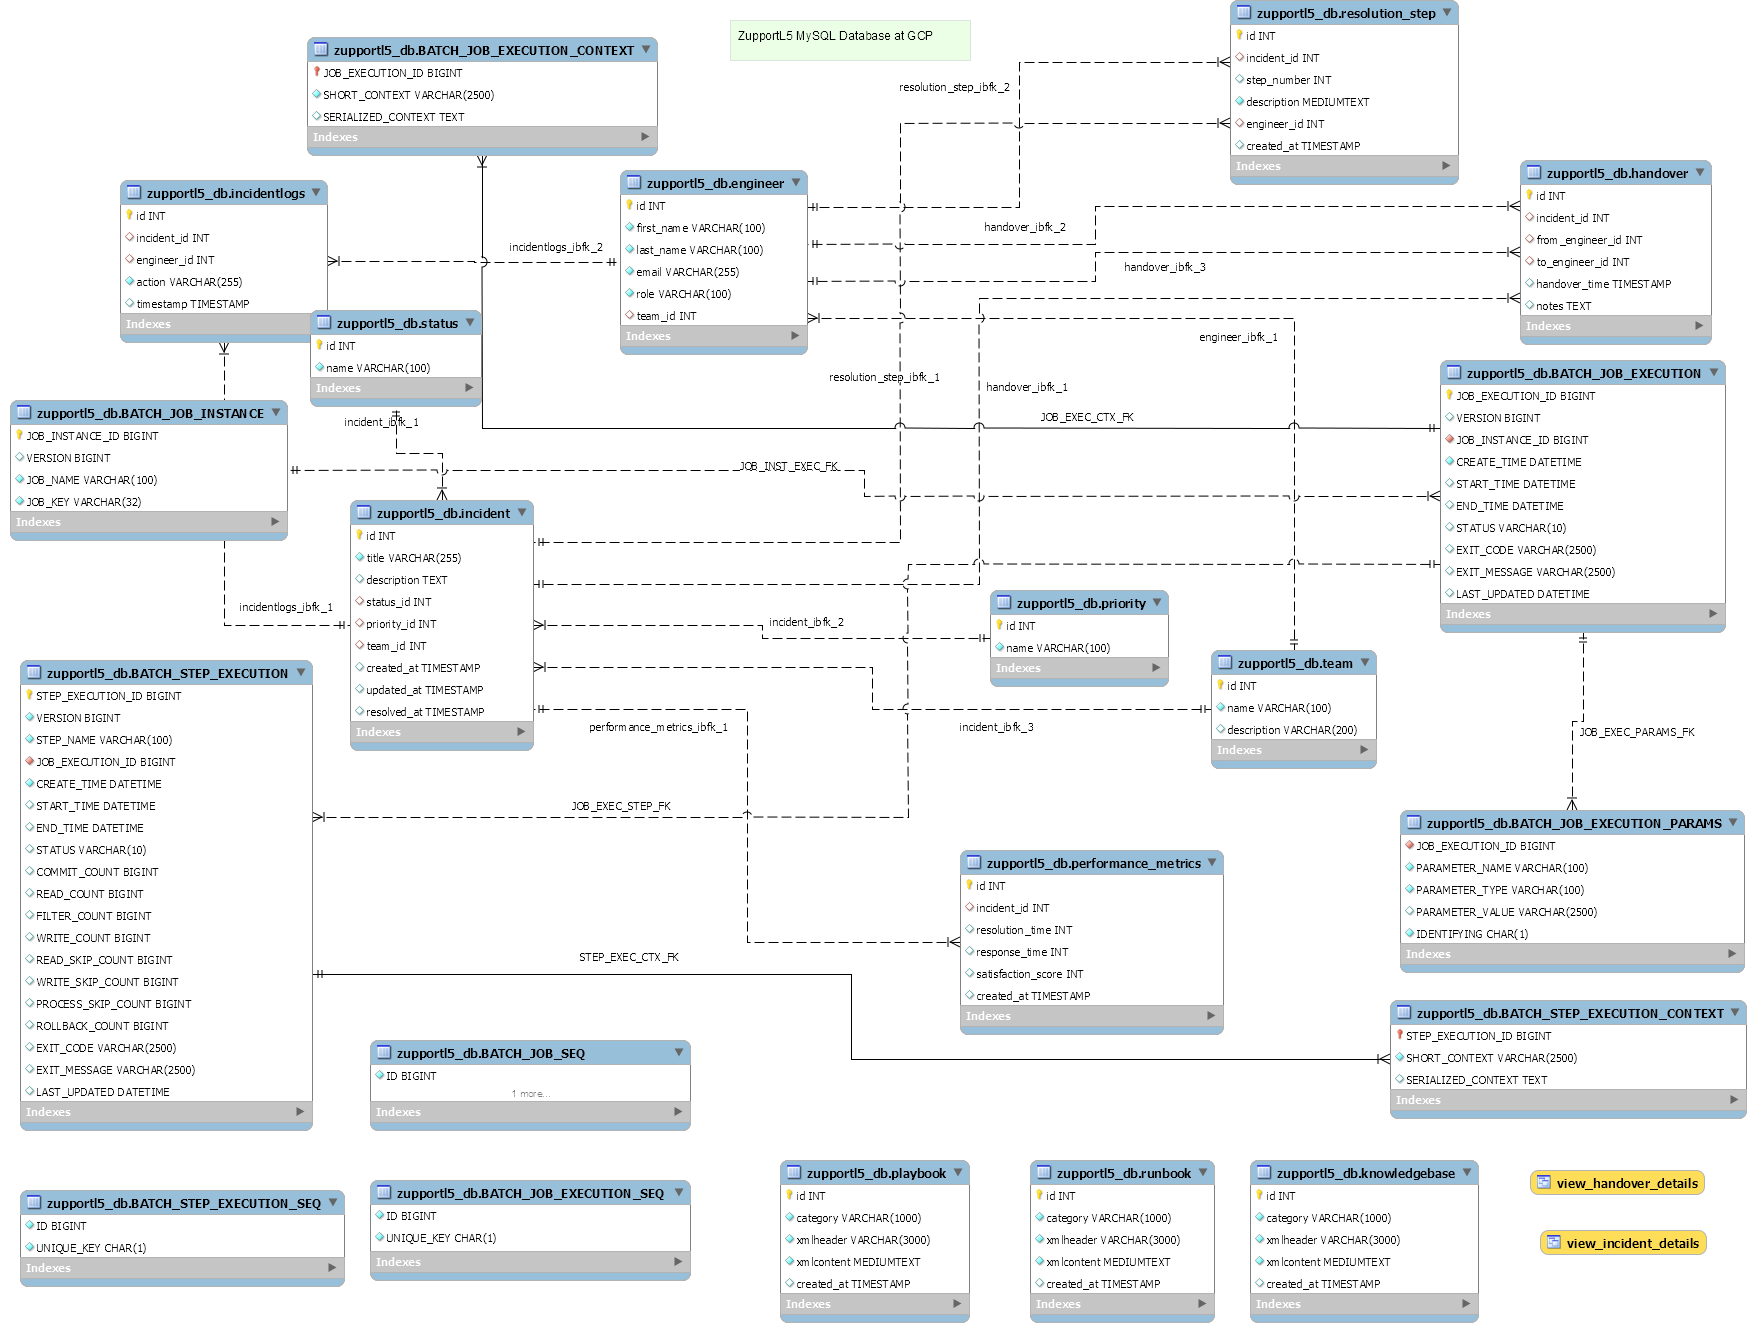 ZupportL5 MySQL Database at GCP
zupportl5_db.resolution_step
id INT
incident_id INT
step_number INT
description MEDIUMTEXT
engineer_id INT
created_at TIMESTAMP
Indexes
zupportl5_db.BATCH_JOB_EXECUTION_CONTEXT
JOB_EXECUTION_ID BIGINT
SHORT_CONTEXT VARCHAR(2500)
SERIALIZED_CONTEXT TEXT
Indexes
resolution_step_ibfk_2
zupportl5_db.incidentlogs
id INT
incident_id INT
engineer_id INT
action VARCHAR(255)
timestamp TIMESTAMP
Indexes
incidentlogs_ibfk_2
zupportl5_db.engineer
id INT
first_name VARCHAR(100)
last_name VARCHAR(100)
email VARCHAR(255)
role VARCHAR(100)
team_id INT
Indexes
handover_ibfk_2
handover_ibfk_3
zupportl5_db.handover
id INT
incident_id INT
from_engineer_id INT
to_engineer_id INT
handover_time TIMESTAMP
notes TEXT
Indexes
zupportl5_db.status
id INT
name VARCHAR(100)
Indexes
engineer_ibfk_1
resolution_step_ibfk_1
handover_ibfk_1
incident_ibfk_1
JOB_EXEC_CTX_FK
JOB_INST_EXEC_FK
zupportl5_db.BATCH_JOB_INSTANCE
JOB_INSTANCE_ID BIGINT
VERSION BIGINT
JOB_NAME VARCHAR(100)
JOB_KEY VARCHAR(32)
Indexes
zupportl5_db.BATCH_JOB_EXECUTION
JOB_EXECUTION_ID BIGINT
VERSION BIGINT
JOB_INSTANCE_ID BIGINT
CREATE_TIME DATETIME
START_TIME DATETIME
END_TIME DATETIME
STATUS VARCHAR(10)
EXIT_CODE VARCHAR(2500)
EXIT_MESSAGE VARCHAR(2500)
LAST_UPDATED DATETIME
Indexes
zupportl5_db.incident
id INT
title VARCHAR(255)
description TEXT
status_id INT
priority_id INT
team_id INT
created_at TIMESTAMP
updated_at TIMESTAMP
resolved_at TIMESTAMP
Indexes
incidentlogs_ibfk_1
incident_ibfk_2
zupportl5_db.priority
id INT
name VARCHAR(100)
Indexes
zupportl5_db.team
id INT
name VARCHAR(100)
description VARCHAR(200)
Indexes
performance_metrics_ibfk_1
incident_ibfk_3
JOB_EXEC_PARAMS_FK
zupportl5_db.BATCH_STEP_EXECUTION
STEP_EXECUTION_ID BIGINT
VERSION BIGINT
STEP_NAME VARCHAR(100)
JOB_EXECUTION_ID BIGINT
CREATE_TIME DATETIME
START_TIME DATETIME
END_TIME DATETIME
STATUS VARCHAR(10)
COMMIT_COUNT BIGINT
READ_COUNT BIGINT
FILTER_COUNT BIGINT
WRITE_COUNT BIGINT
READ_SKIP_COUNT BIGINT
WRITE_SKIP_COUNT BIGINT
PROCESS_SKIP_COUNT BIGINT
ROLLBACK_COUNT BIGINT
EXIT_CODE VARCHAR(2500)
EXIT_MESSAGE VARCHAR(2500)
LAST_UPDATED DATETIME
Indexes
JOB_EXEC_STEP_FK
zupportl5_db.BATCH_JOB_EXECUTION_PARAMS
JOB_EXECUTION_ID BIGINT
PARAMETER_NAME VARCHAR(100)
PARAMETER_TYPE VARCHAR(100)
PARAMETER_VALUE VARCHAR(2500)
IDENTIFYING CHAR(1)
Indexes
zupportl5_db.performance_metrics
id INT
incident_id INT
resolution_time INT
response_time INT
satisfaction_score INT
created_at TIMESTAMP
Indexes
STEP_EXEC_CTX_FK
zupportl5_db.BATCH_STEP_EXECUTION_CONTEXT
STEP_EXECUTION_ID BIGINT
SHORT_CONTEXT VARCHAR(2500)
SERIALIZED_CONTEXT TEXT
Indexes
zupportl5_db.BATCH_JOB_SEQ
ID BIGINT
1 more...
Indexes
zupportl5_db.BATCH_STEP_EXECUTION_SEQ
ID BIGINT
UNIQUE_KEY CHAR(1)
Indexes
zupportl5_db.BATCH_JOB_EXECUTION_SEQ
ID BIGINT
UNIQUE_KEY CHAR(1)
Indexes
zupportl5_db.playbook
id INT
category VARCHAR(1000)
xmlheader VARCHAR(3000)
xmlcontent MEDIUMTEXT
created_at TIMESTAMP
Indexes
zupportl5_db.runbook
id INT
category VARCHAR(1000)
xmlheader VARCHAR(3000)
xmlcontent MEDIUMTEXT
created_at TIMESTAMP
Indexes
zupportl5_db.knowledgebase
id INT
category VARCHAR(1000)
xmlheader VARCHAR(3000)
xmlcontent MEDIUMTEXT
created_at TIMESTAMP
Indexes
view_handover_details
view_incident_details